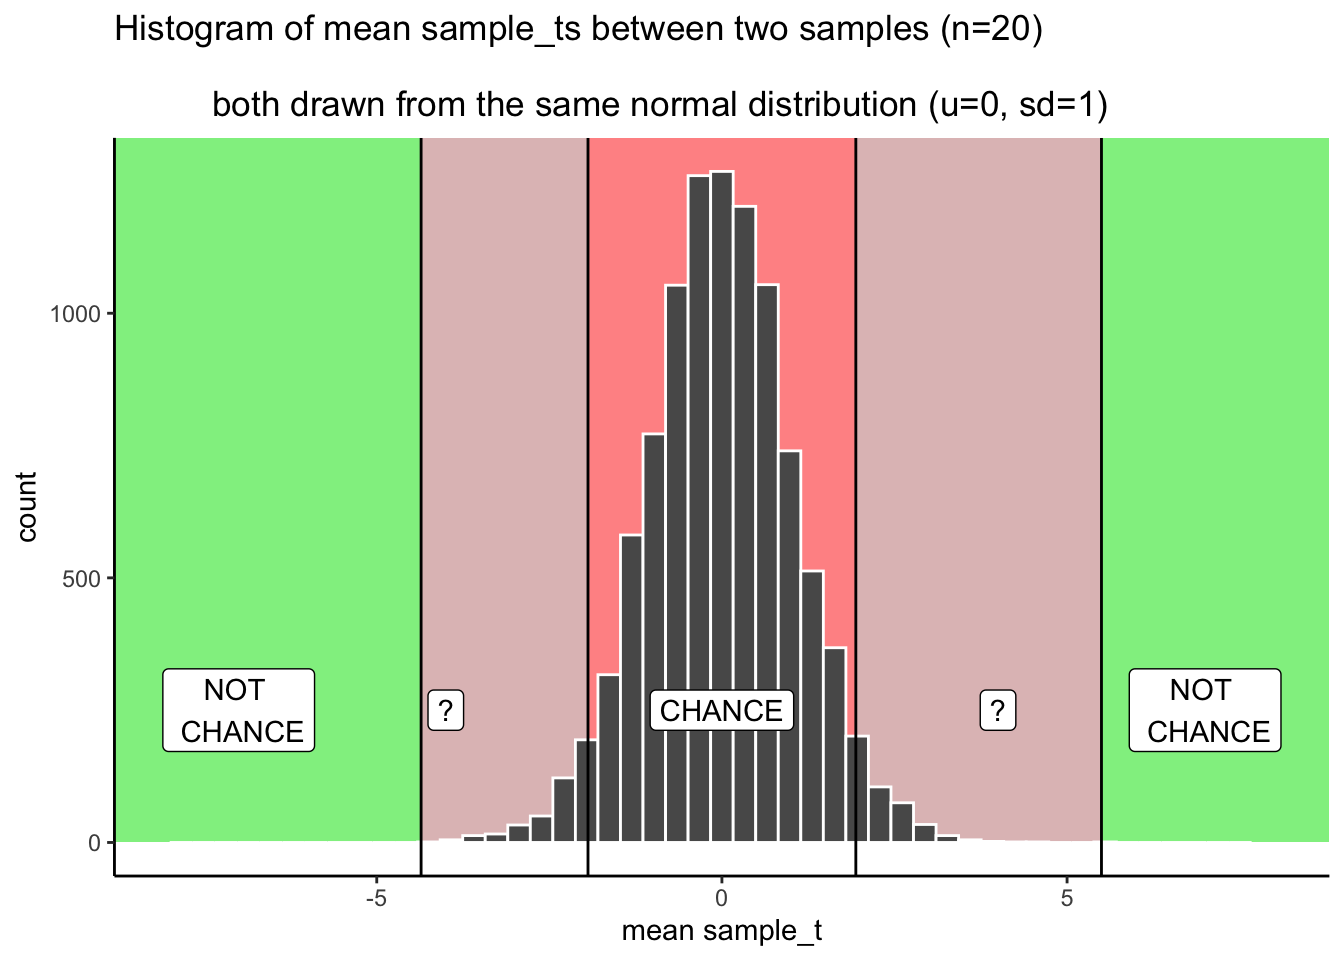 Histogram of mean sample_ts between two samples (n=20)
both drawn from the same normal distribution (u=0, sd=1)
count
1000
500
0
NOT
CHANCE
?
CHANCE
?
NOT
CHANCE
-5
0
5
mean sample_t